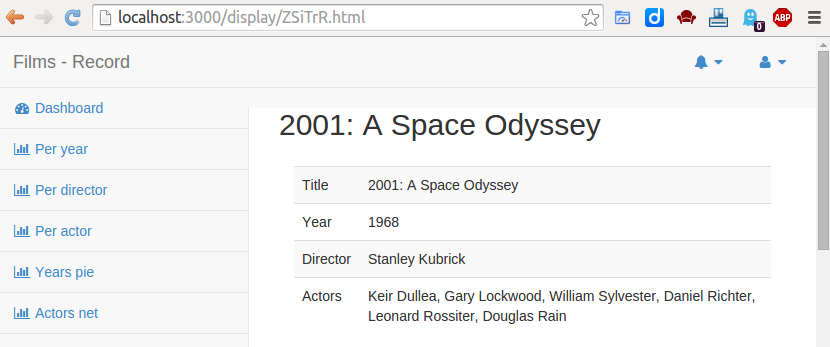 localhost:3000/display/ZSiTrR.html
0
ABP
Films - Record
Dashboard
Per year
Per director
Per actor
Years pie
Actors net
2001: A Space Odyssey
Title 2001: A Space Odyssey
Year 1968
Director Stanley Kubrick
Actors Keir Dullea, Gary Lockwood, William Sylvester, Daniel Richter,
Leonard Rossiter, Douglas Rain